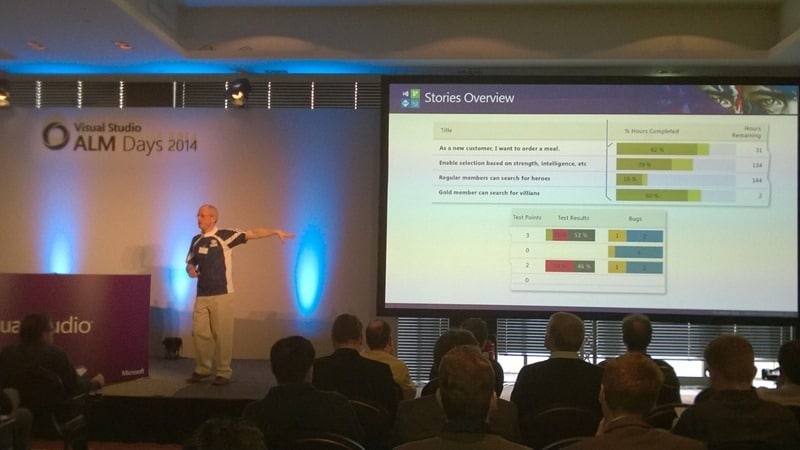 Visual Studio
ALM Days 2014
Stories Overview
Title
% Hours Completed
Hours
Remaining
As a new customer, I want to order a meal.
62 %
31
Enable selection based on strength, intelligence, etc
134
Regular members can search for heroes
144
Gold member can search for villians
2
Test Points
Test Results
Bugs
3
52 %
1
2
0
4
2
46 %
1
0
ual Studio
Microsoft